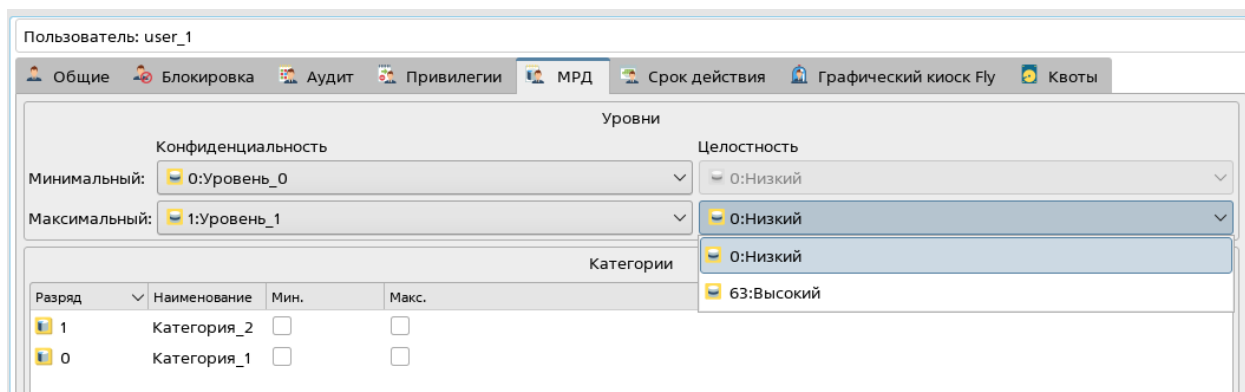 Пользователь: user_1
Общие Блокировка Аудит Привилегии МРД Срок действия Графический киоск Fly Квоты
Уровни
Конфиденциальность Целостность
Минимальный: 0:Уровень_0 0:Низкий
Максимальный: 1:Уровень_1 0:Низкий
0:Низкий
Категории
63:Высокий
Разряд Наименование Мин. Макс.
1 Категория_2
0 Категория_1